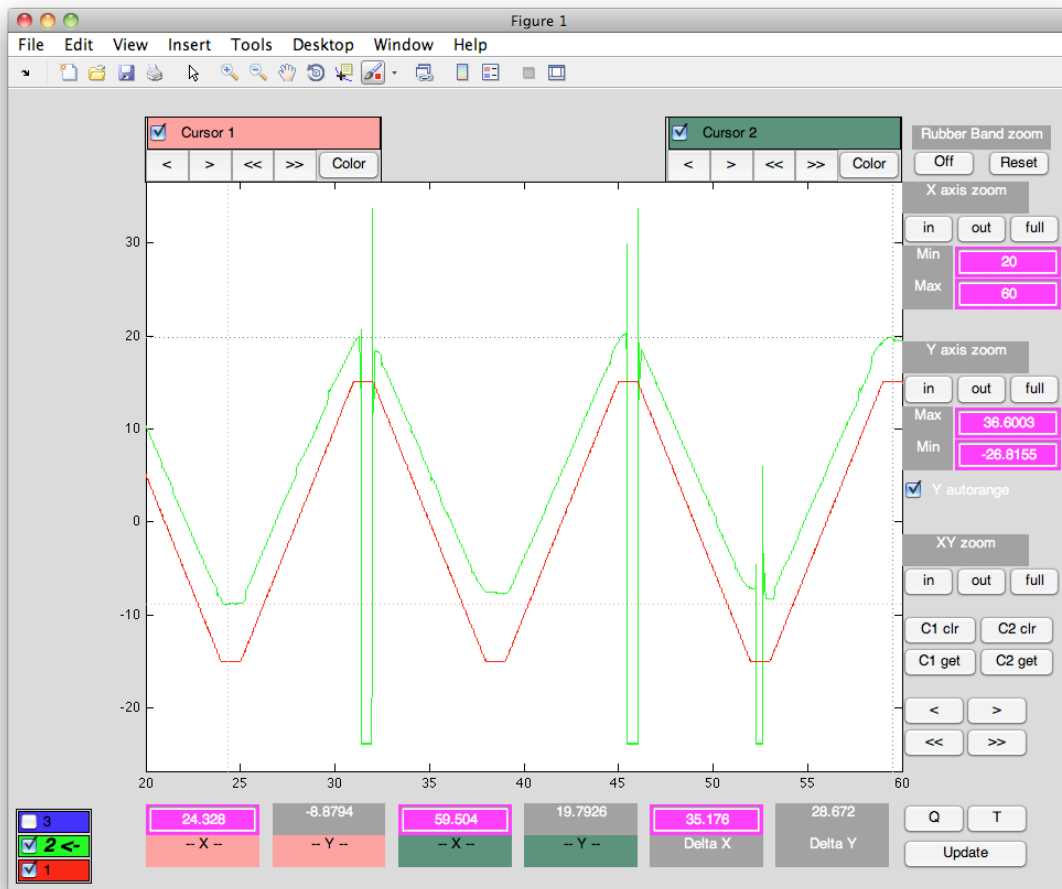 Figure 1
File Edit View Insert Tools Desktop Window Help
Cursor 1
< > << >> Color
Cursor 2
< > << >> Color
Rubber Band zoom
Off Reset
X axis zoom
in out full
Min 20
Max 60
Y axis zoom
in out full
Max 36.6003
Min -26.8155
Y autorange
XY zoom
in out full
C1 clr C2 clr
C1 get C2 get
< >
<< >>
30
20
10
0
-10
-20
20 25 30 35 40 45 50 55 60
3
2 <-
1
24.328 -8.8794 59.504 19.7926 35.176 28.672
-- X -- -- Y -- -- X -- -- Y -- Delta X Delta Y
Q T
Update